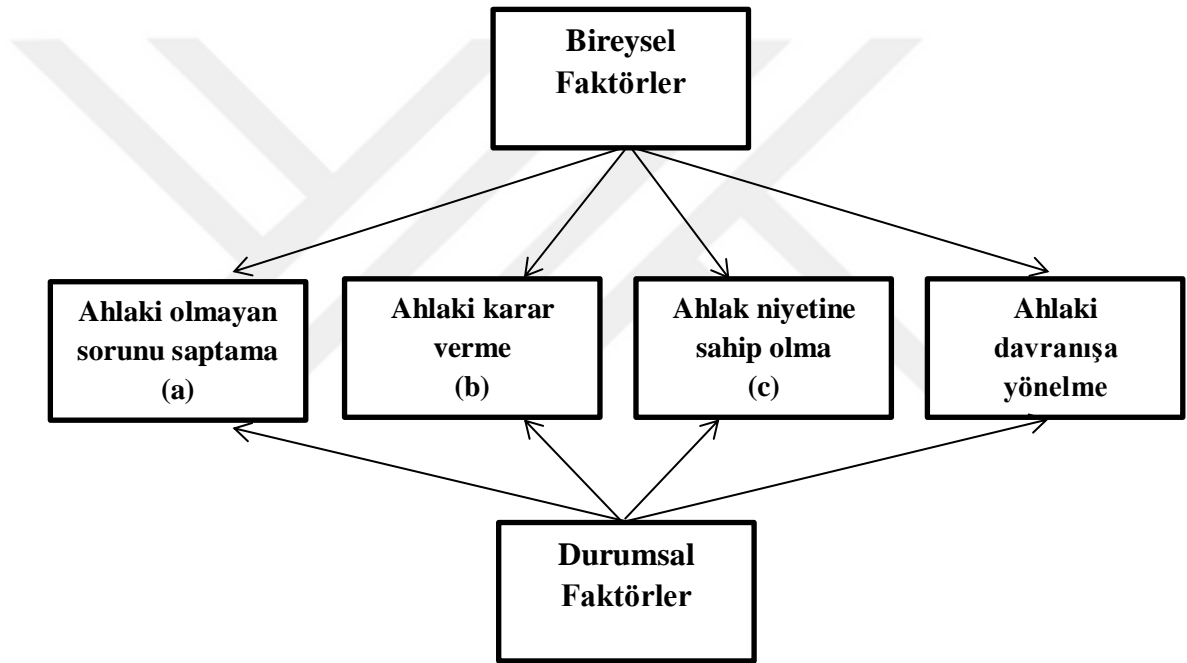 Bireysel
Faktörler
Ahlaki olmayan
sorunu saptama
(a)
Ahlaki karar
verme
(b)
Ahlak niyetine
sahip olma
(c)
Ahlaki
davranışa
yönelme
Durumsal
Faktörler